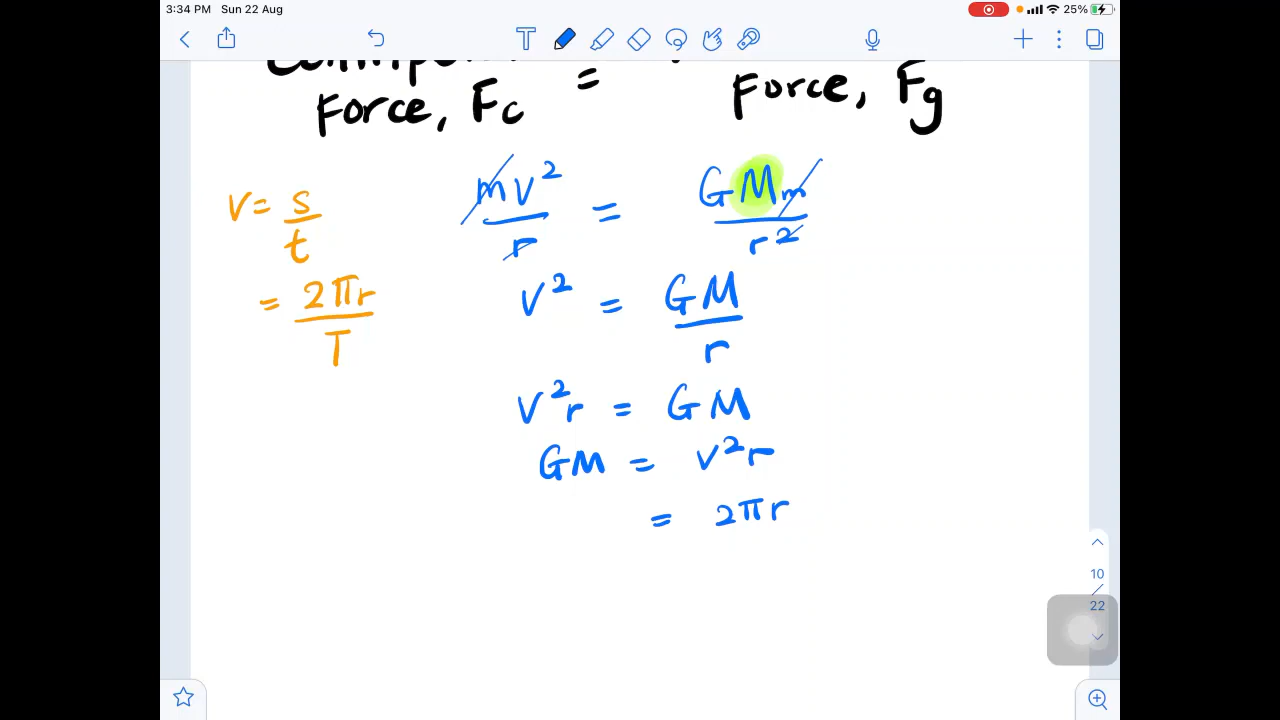 3:34 PM Sun 22 Aug 25%
T
= 
Force, Fc Force, Fg
v = s/t
mv²/r = GMm/r²
= 2πr/T
v² = GM/r
v²r = GM
GM = v²r
= 2πr
10
/
22